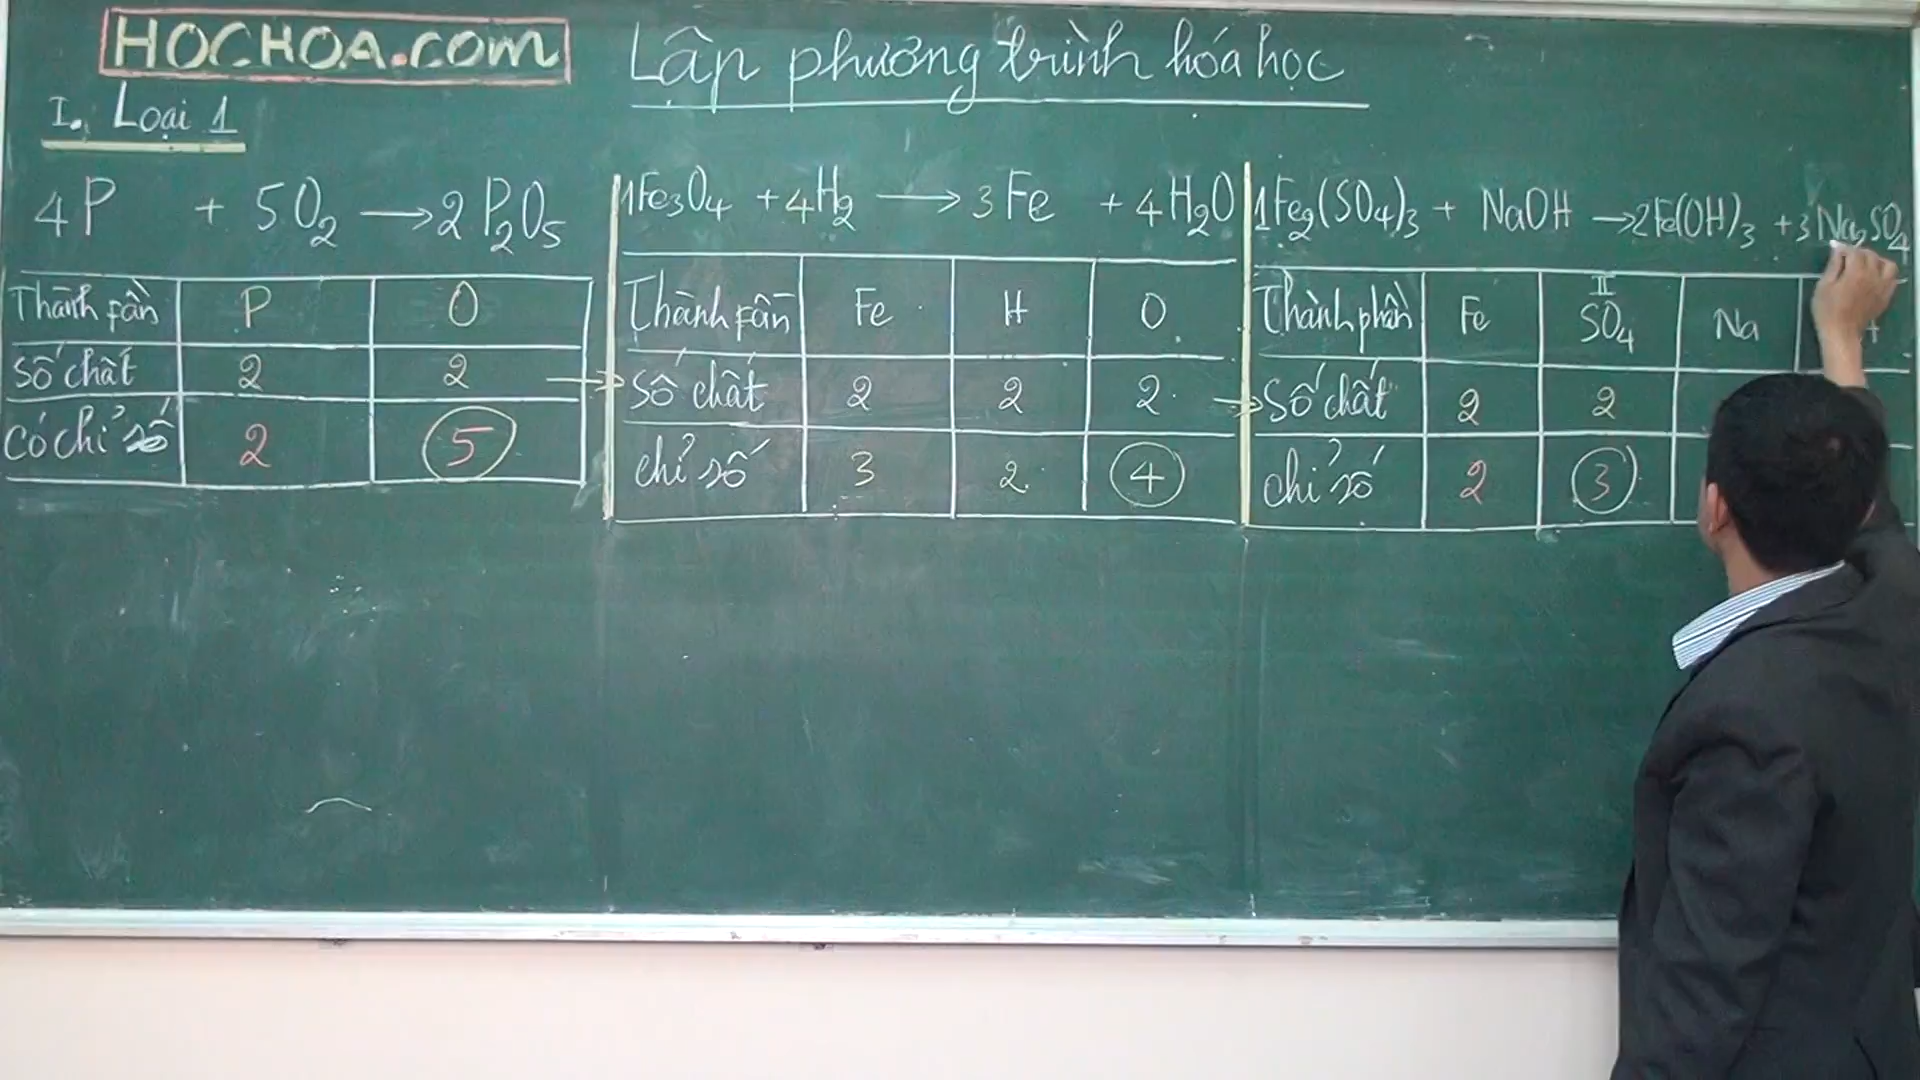 HOCHOA.com
Lập phương trình hóa học
I. Loại 1
4P + 5O₂ → 2P₂O₅
Thành fần P O
Số chất 2 2
Có chỉ số 2 5
1Fe₃O₄ + 4H₂ → 3Fe + 4H₂O
Thành fần Fe H O
Số chất 2 2 2
chỉ số 3 2 4
1Fe₂(SO₄)₃ + NaOH → 2Fe(OH)₃ + 3Na₂SO₄
II
Thành phần Fe SO₄ Na
Số chất 2 2
chỉ số 2 3